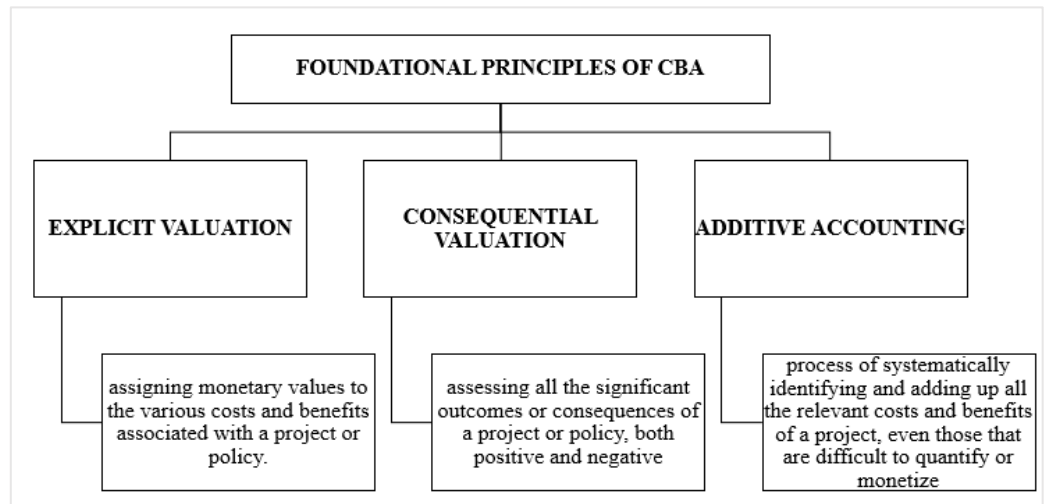 FOUNDATIONAL PRINCIPLES OF CBA
EXPLICIT VALUATION
CONSEQUENTIAL
VALUATION
ADDITIVE ACCOUNTING
assigning monetary values to
the various costs and benefits
associated with a project or
policy.
assessing all the significant
outcomes or consequences of
a project or policy, both
positive and negative
process of systematically
identifying and adding up all
the relevant costs and benefits
of a project, even those that
are difficult to quantify or
monetize